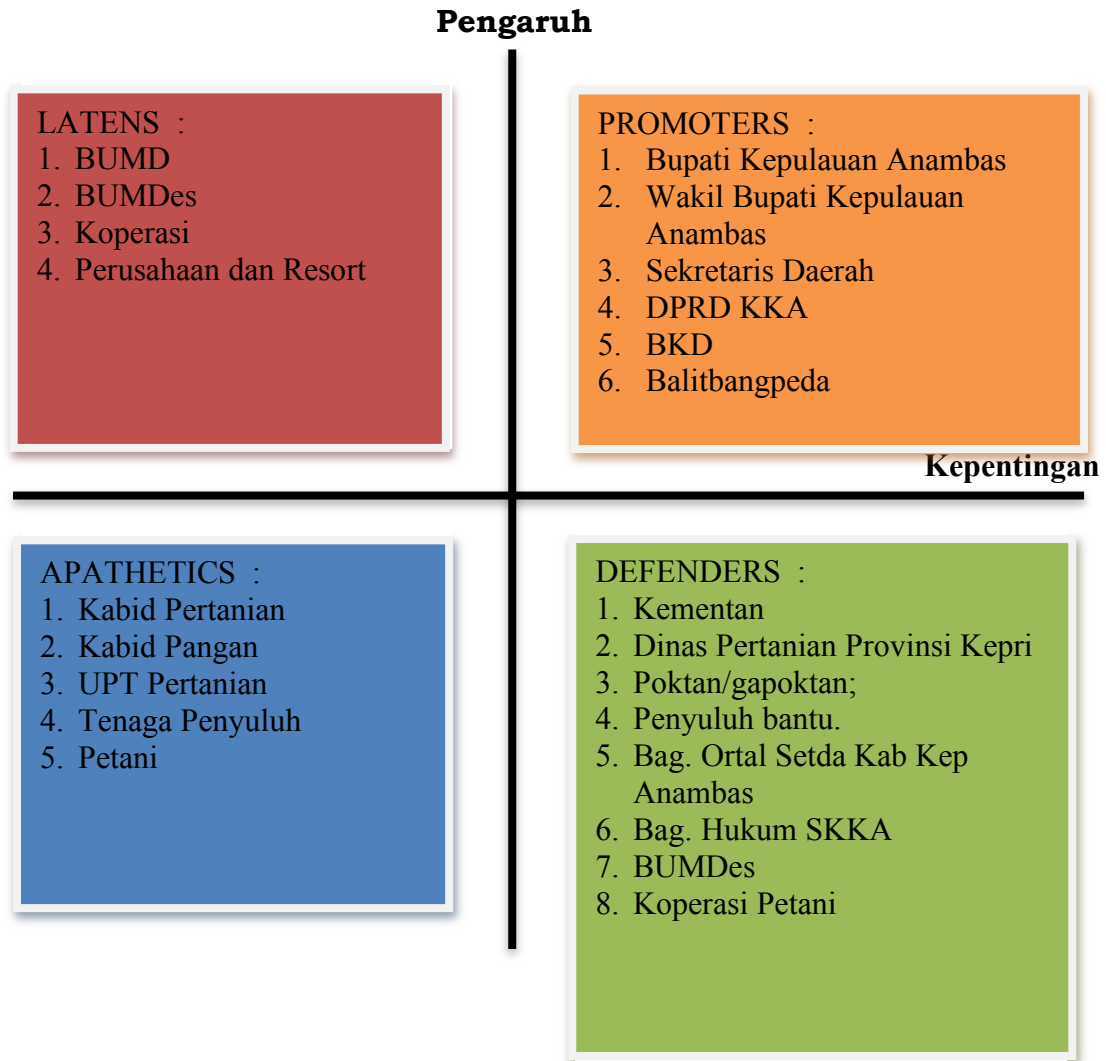 Pengaruh
LATENS :
1. BUMD
2. BUMDes
3. Koperasi
4. Perusahaan dan Resort
PROMOTERS :
1. Bupati Kepulauan Anambas
2. Wakil Bupati Kepulauan
Anambas
3. Sekretaris Daerah
4. DPRD KKA
5. BKD
6. Balitbangpeda
Kepentingan
APATHETICS :
1. Kabid Pertanian
2. Kabid Pangan
3. UPT Pertanian
4. Tenaga Penyuluh
5. Petani
DEFENDERS :
1. Kementan
2. Dinas Pertanian Provinsi Kepri
3. Poktan/gapoktan;
4. Penyuluh bantu.
5. Bag. Ortal Setda Kab Kep
Anambas
6. Bag. Hukum SKKA
7. BUMDes
8. Koperasi Petani